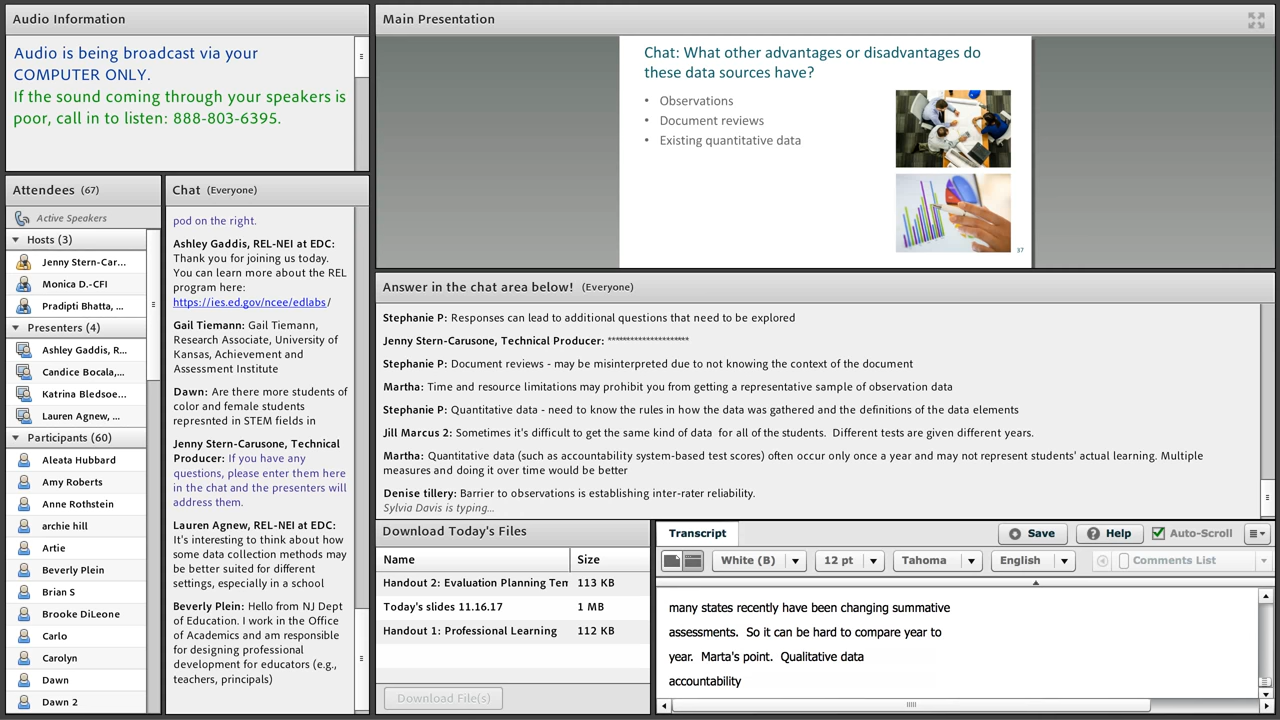 Audio Information
Audio is being broadcast via your
COMPUTER ONLY.
If the sound coming through your speakers is
poor, call in to listen: 888-803-6395.
Attendees (67)
Active Speakers
Hosts (3)
Jenny Stern-Car...
Monica D.-CFI
Pradipti Bhatta, ...
Presenters (4)
Ashley Gaddis, R...
Candice Bocala,...
Katrina Bledsoe...
Lauren Agnew, ...
Participants (60)
Aleata Hubbard
Amy Roberts
Anne Rothstein
archie hill
Artie
Beverly Plein
Brian S
Brooke DiLeone
Carlo
Carolyn
Dawn
Dawn 2
Chat (Everyone)
pod on the right.
Ashley Gaddis, REL-NEI at EDC:
Thank you for joining us today.
You can learn more about the REL
program here:
https://ies.ed.gov/ncee/edlabs/
Gail Tiemann: Gail Tiemann,
Research Associate, University of
Kansas, Achievement and
Assessment Institute
Dawn: Are there more students of
color and female students
represnted in STEM fields in
Jenny Stern-Carusone, Technical
Producer: If you have any
questions, please enter them here
in the chat and the presenters will
address them.
Lauren Agnew, REL-NEI at EDC:
It's interesting to think about how
some data collection methods may
be better suited for different
settings, especially in a school
Beverly Plein: Hello from NJ Dept
of Education. I work in the Office
of Academics and am responsible
for designing professional
development for educators (e.g.,
teachers, principals)
Main Presentation
Chat: What other advantages or disadvantages do
these data sources have?
• Observations
• Document reviews
• Existing quantitative data
37
Answer in the chat area below! (Everyone)
Stephanie P: Responses can lead to additional questions that need to be explored
Jenny Stern-Carusone, Technical Producer: *********************
Stephanie P: Document reviews - may be misinterpreted due to not knowing the context of the document
Martha: Time and resource limitations may prohibit you from getting a representative sample of observation data
Stephanie P: Quantitative data - need to know the rules in how the data was gathered and the definitions of the data elements
Jill Marcus 2: Sometimes it's difficult to get the same kind of data for all of the students. Different tests are given different years.
Martha: Quantitative data (such as accountability system-based test scores) often occur only once a year and may not represent students' actual learning. Multiple
measures and doing it over time would be better
Denise tillery: Barrier to observations is establishing inter-rater reliability.
Sylvia Davis is typing...
Download Today's Files
Name Size
Handout 2: Evaluation Planning Ten 113 KB
Today's slides 11.16.17 1 MB
Handout 1: Professional Learning 112 KB
Download File(s)
Transcript Save Help Auto-Scroll
White (B) 12 pt Tahoma English Comments List
many states recently have been changing summative
assessments. So it can be hard to compare year to
year. Marta's point. Qualitative data
accountability